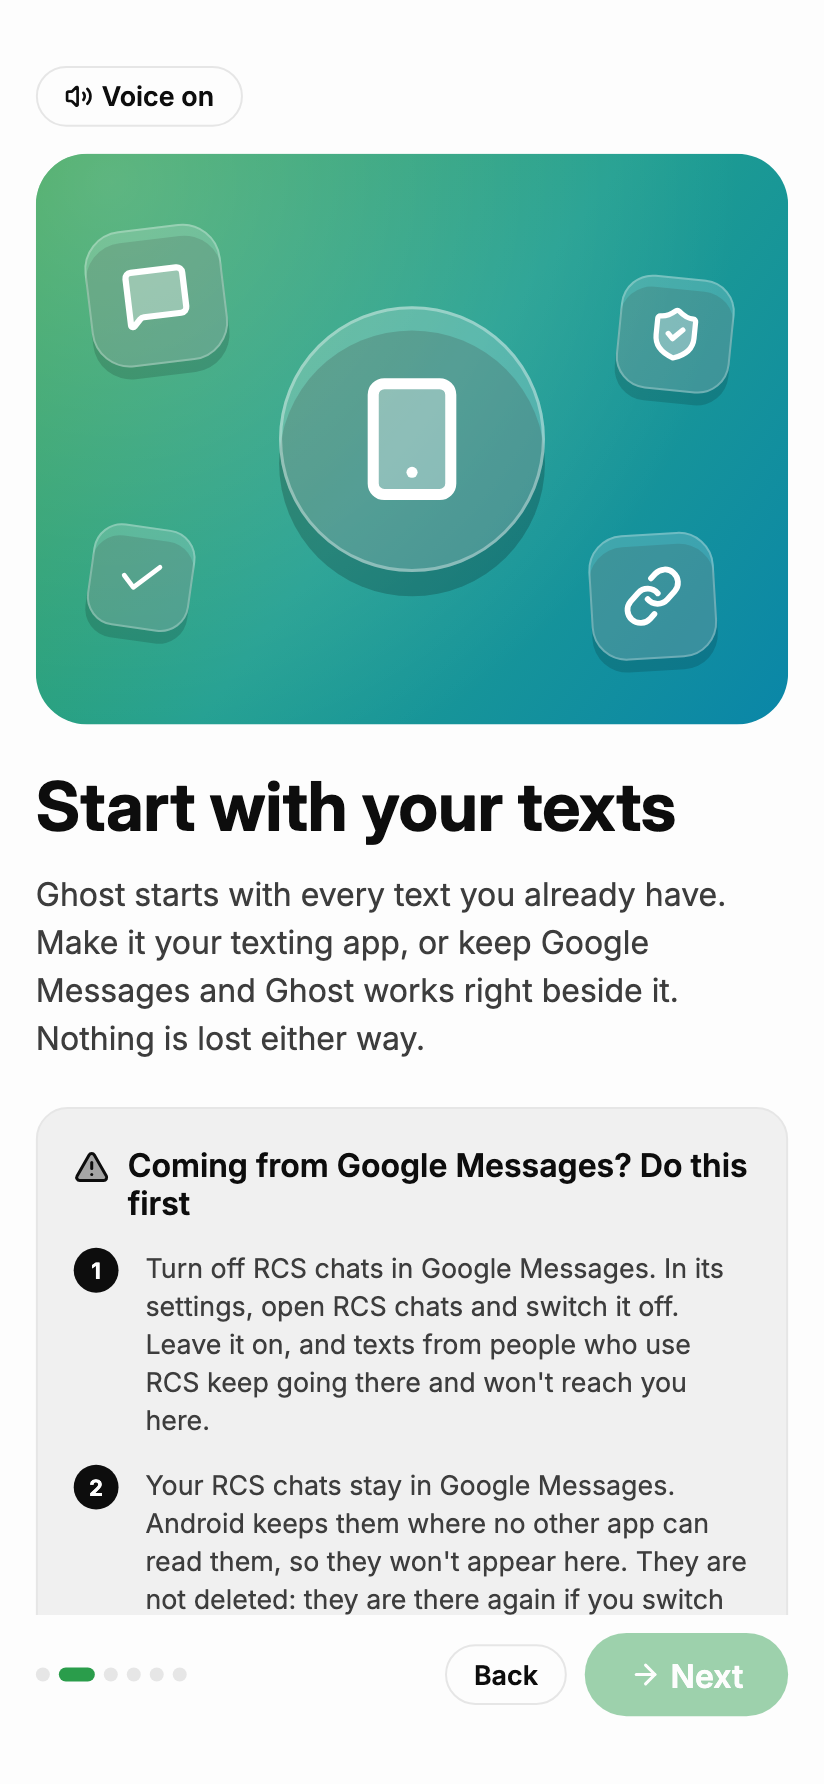 Voice on
Start with your texts
Ghost starts with every text you already have.
Make it your texting app, or keep Google
Messages and Ghost works right beside it.
Nothing is lost either way.
Coming from Google Messages? Do this
first
1
Turn off RCS chats in Google Messages. In its
settings, open RCS chats and switch it off.
Leave it on, and texts from people who use
RCS keep going there and won't reach you
here.
2
Your RCS chats stay in Google Messages.
Android keeps them where no other app can
read them, so they won't appear here. They are
not deleted: they are there again if you switch
Back
Next